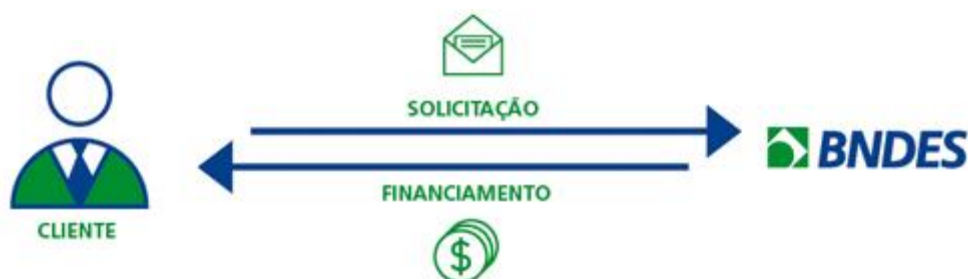 SOLICITAÇÃO
BNDES
FINANCIAMENTO
CLIENTE
$